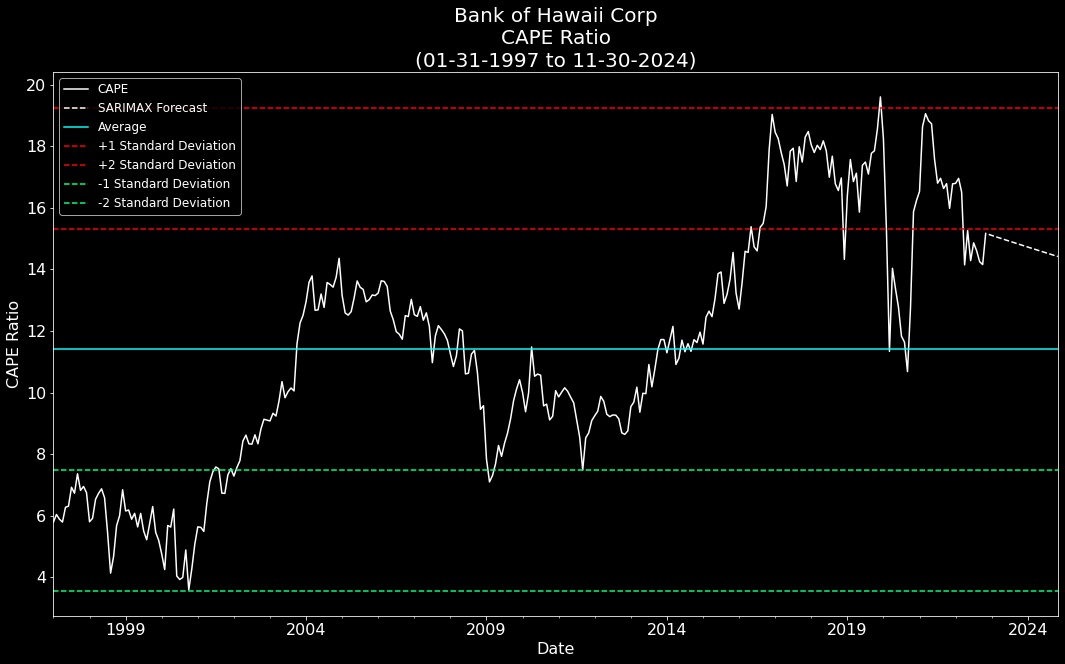 Bank of Hawaii Corp
CAPE Ratio
(01-31-1997 to 11-30-2024)
CAPE
SARIMAX Forecast
Average
+1 Standard Deviation
+2 Standard Deviation
-1 Standard Deviation
-2 Standard Deviation
20
18
16
14
12
10
8
6
4
CAPE Ratio
1999
2004
2009
2014
2019
2024
Date